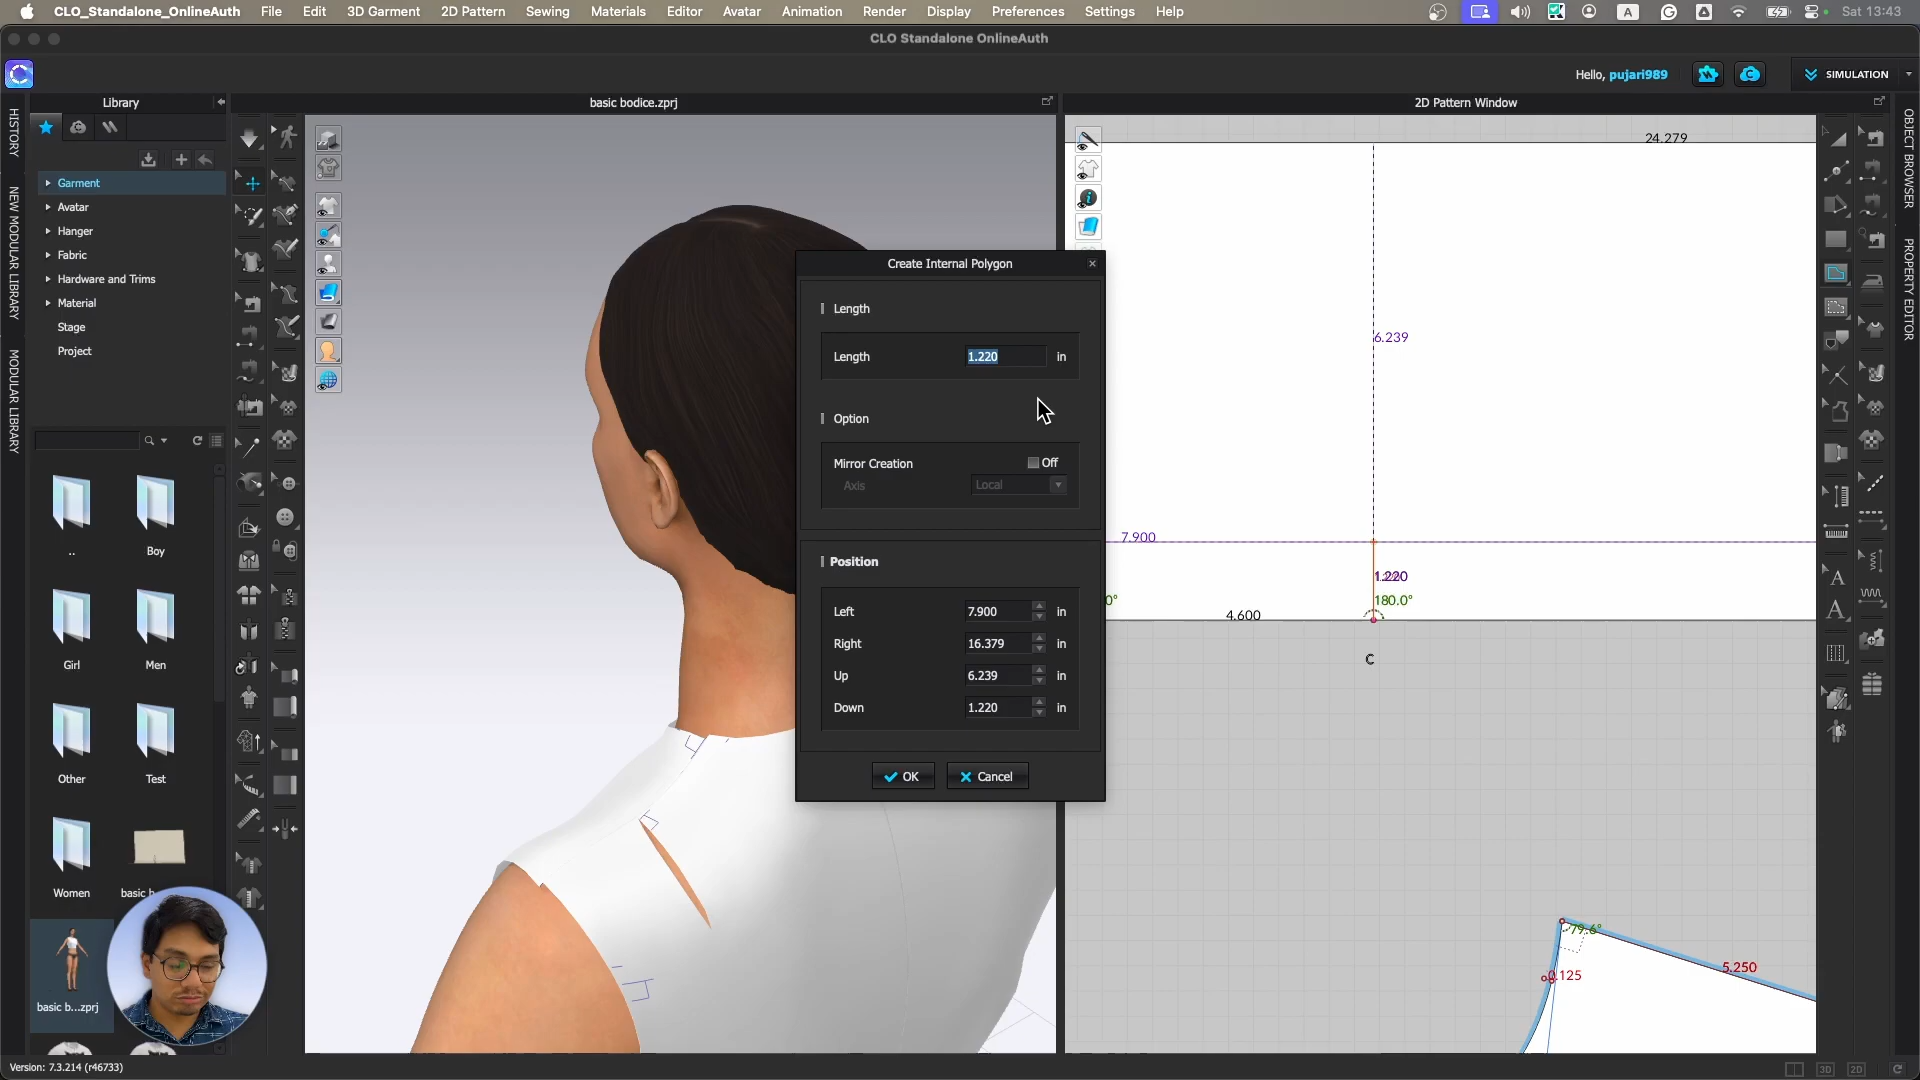 CLO_Standalone_OnlineAuth File Edit 3D Garment 2D Pattern Sewing Materials Editor Avatar Animation Render Display Preferences Settings Help A Sat 13:43
CLO Standalone OnlineAuth
Hello, pujari989 SIMULATION
Library basic bodice.zprj 2D Pattern Window
HISTORY
NEW MODULAR LIBRARY
MODULAR LIBRARY
OBJECT BROWSER
PROPERTY EDITOR
Garment
Avatar
Hanger
Fabric
Hardware and Trims
Material
Stage
Project
..
Boy
Girl
Men
Other
Test
Women
basic b
basic b...zprj
Create Internal Polygon
Length
Length 1.220 in
Option
Mirror Creation Off
Axis Local
Position
Left 7.900 in
Right 16.379 in
Up 6.239 in
Down 1.220 in
OK Cancel
24.279
6.239
7.900
1.220
0° 180.0°
4.600
C
79.6°
5.250
0.125
Version: 7.3.214 (r46733)
3D 2D